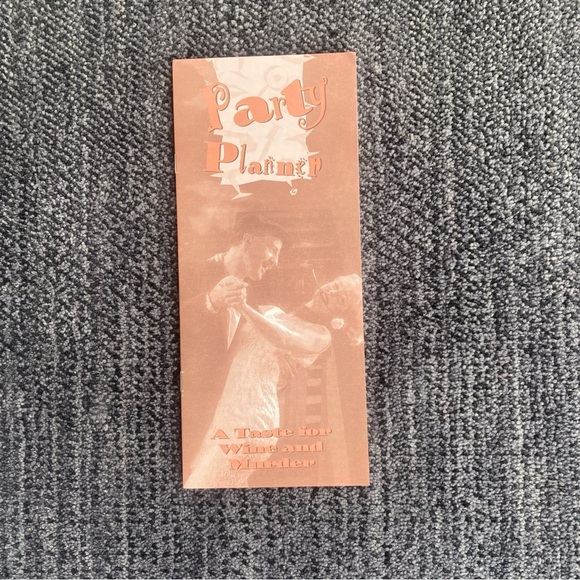 Party
Planner
A Taste for
Wine and
Murder